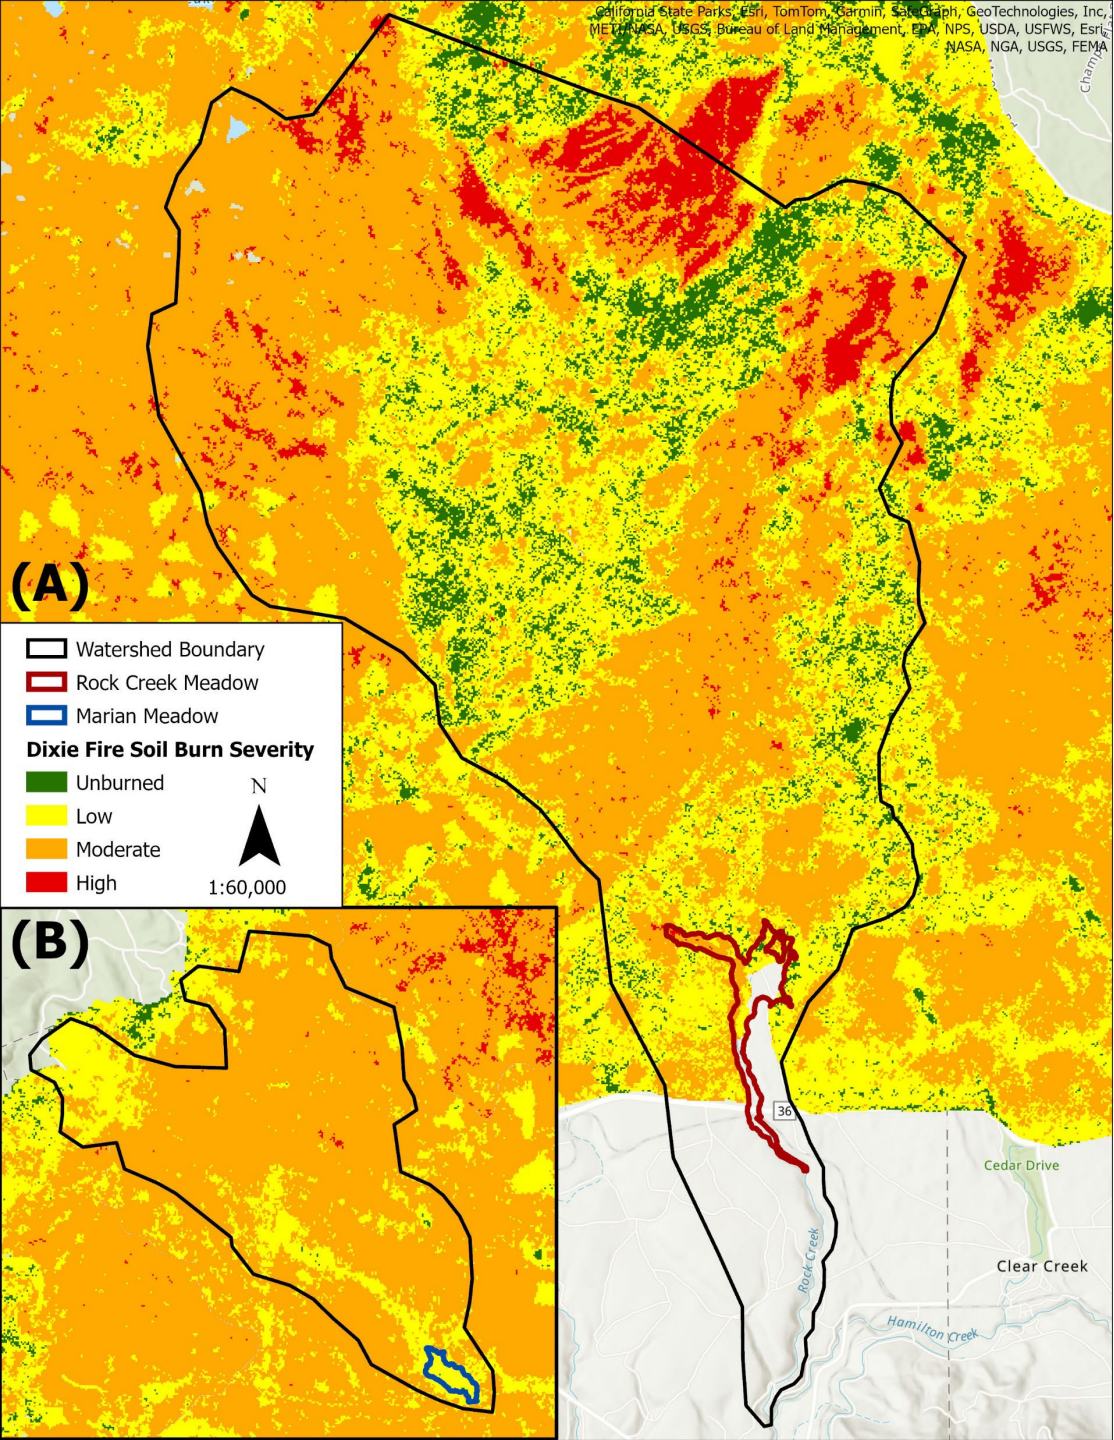 California State Parks, Esri, TomTom, Garmin, SafeGraph, GeoTechnologies, Inc,
METI/NASA, USGS, Bureau of Land Management, EPA, NPS, USDA, USFWS, Esri,
NASA, NGA, USGS, FEMA
(A)
Watershed Boundary
Rock Creek Meadow
Marian Meadow
Dixie Fire Soil Burn Severity
Unburned
Low
Moderate
High
N
1:60,000
(B)
36
Cedar Drive
Rock Creek
Clear Creek
Hamilton Creek